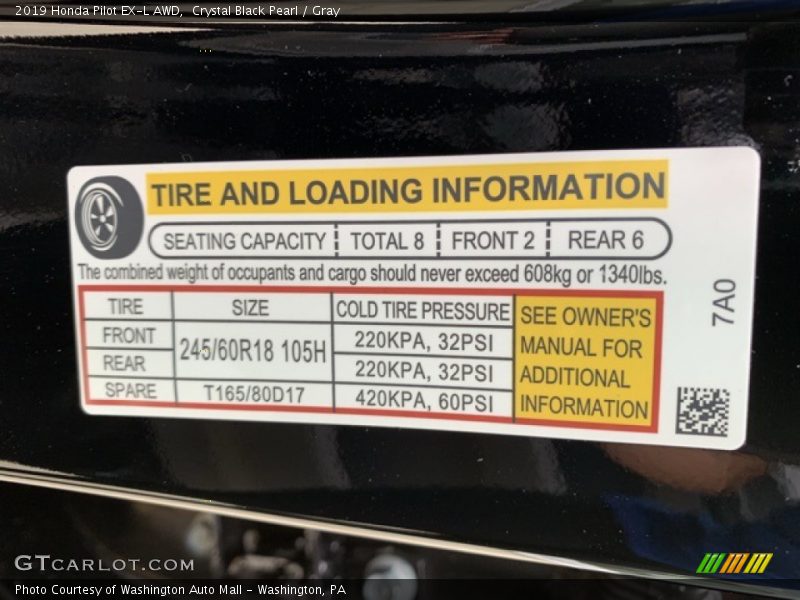 2019 Honda Pilot EX-L AWD,  Crystal Black Pearl / Gray
TIRE AND LOADING INFORMATION
SEATING CAPACITY TOTAL 8 FRONT 2 REAR 6
The combined weight of occupants and cargo should never exceed 608kg or 1340lbs.
TIRE SIZE COLD TIRE PRESSURE
FRONT 245/60R18 105H 220KPA, 32PSI
REAR 220KPA, 32PSI
SPARE T165/80D17 420KPA, 60PSI
SEE OWNER'S
MANUAL FOR
ADDITIONAL
INFORMATION
7A0
GTCARLOT.COM
Photo Courtesy of Washington Auto Mall - Washington, PA